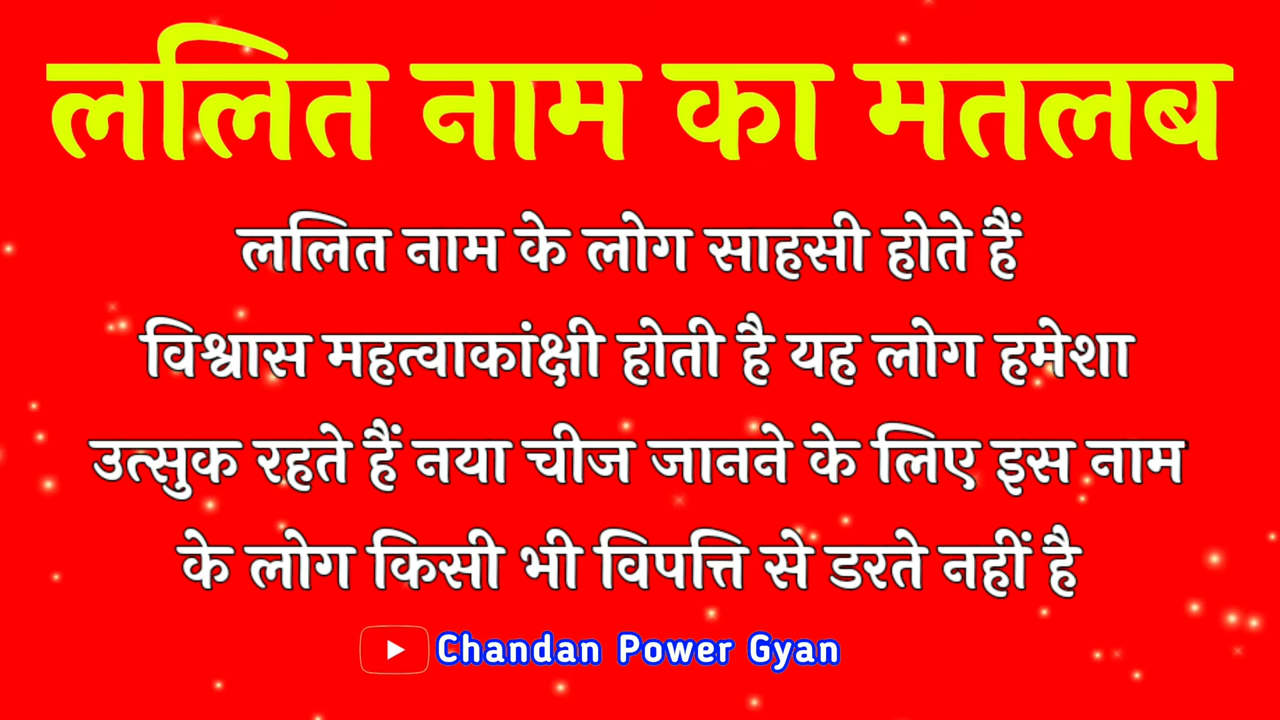 ललित नाम का मतलब
ललित नाम के लोग साहसी होते हैं
विश्वास महत्वाकांक्षी होती है यह लोग हमेशा
उत्सुक रहते हैं नया चीज जानने के लिए इस नाम
के लोग किसी भी विपत्ति से डरते नहीं है
Chandan Power Gyan